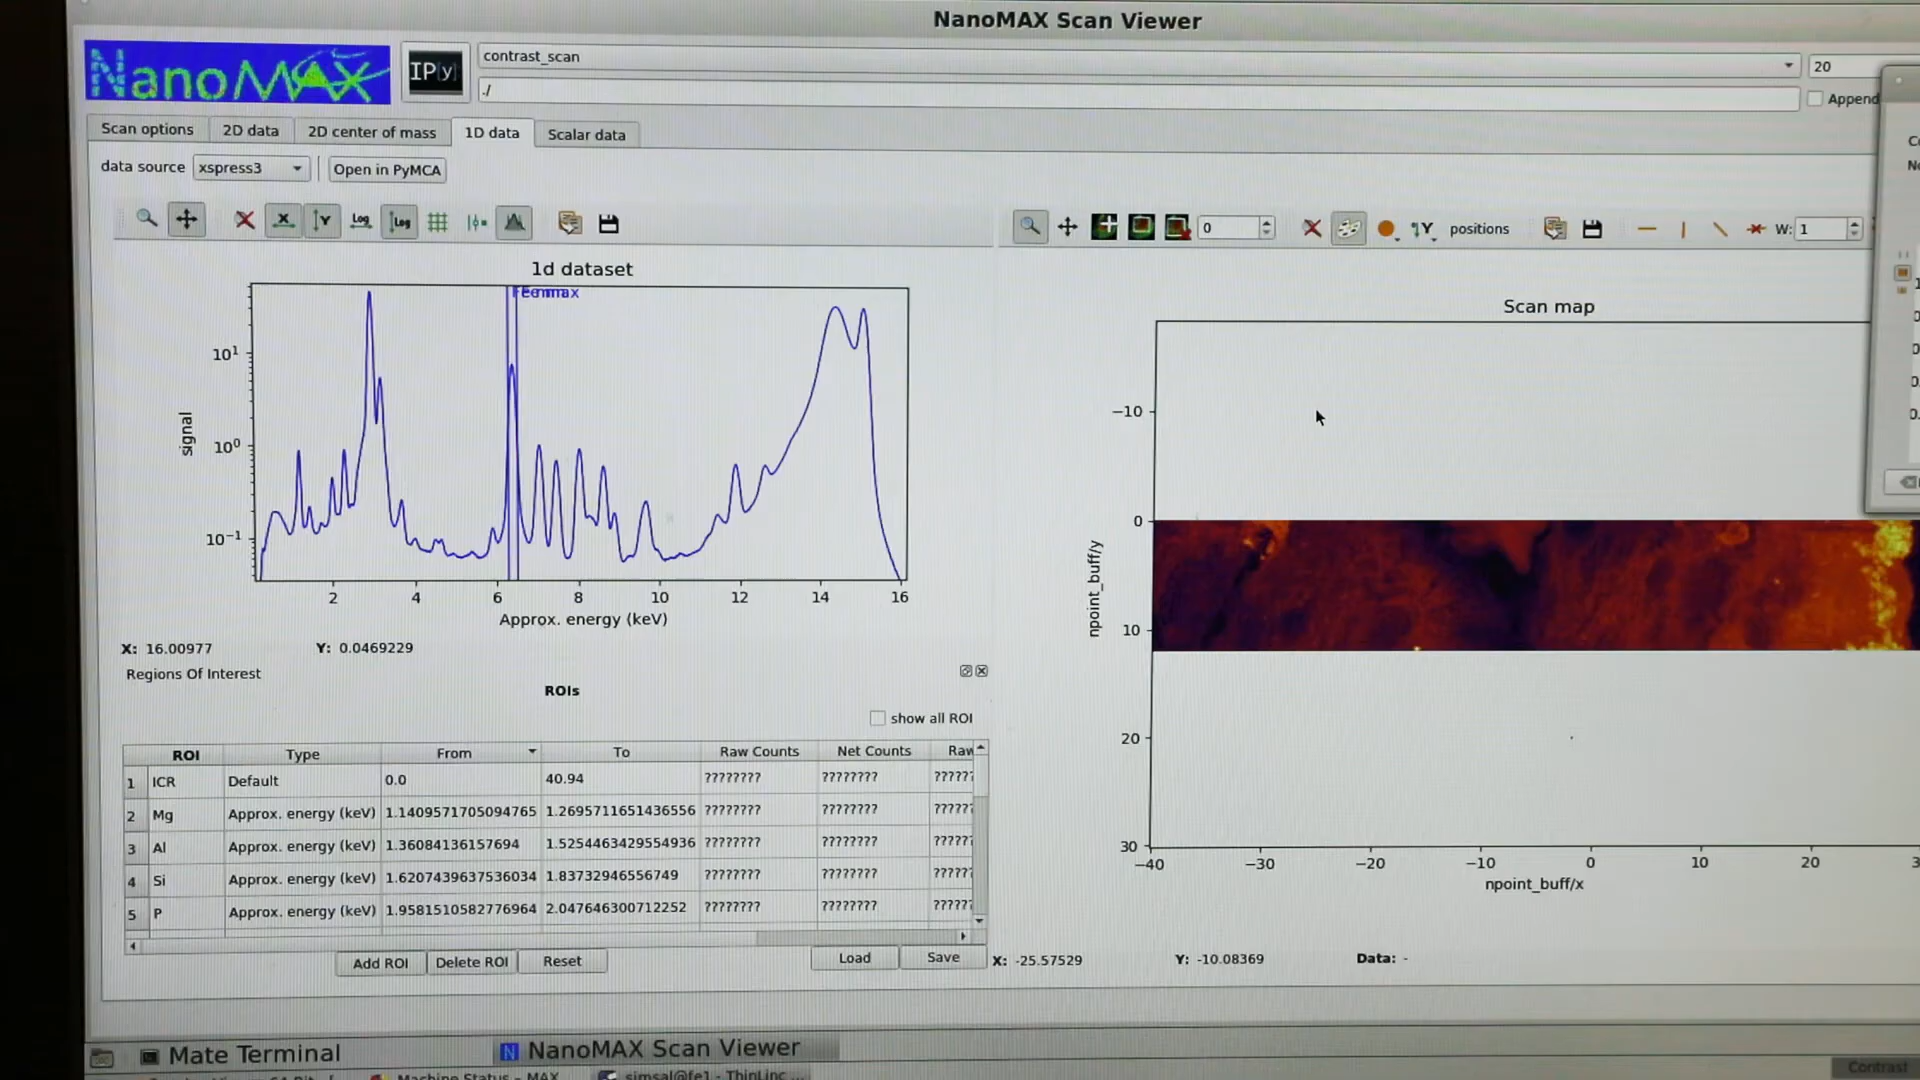 NanoMAX Scan Viewer
NanoMAX
IP[y]
contrast_scan
20
./
Append
Scan options
2D data
2D center of mass
1D data
Scalar data
data source
xspress3
Open in PyMCA
X
Y
Log
Log
0
Y
positions
W:
1
1d dataset
signal
10¹
10⁰
10⁻¹
2
4
6
8
10
12
14
16
Approx. energy (keV)
X: 16.00977
Y: 0.0469229
Scan map
−10
0
10
20
30
npoint_buff/y
−40
−30
−20
−10
0
10
20
npoint_buff/x
Regions Of Interest
ROIs
show all ROI
ROI Type From To Raw Counts Net Counts Raw
1 ICR Default 0.0 40.94 ???????? ???????? ??????
2 Mg Approx. energy (keV) 1.1409571705094765 1.2695711651436556 ???????? ???????? ??????
3 Al Approx. energy (keV) 1.36084136157694 1.5254463429554936 ???????? ???????? ??????
4 Si Approx. energy (keV) 1.6207439637536034 1.83732946556749 ???????? ???????? ??????
5 P Approx. energy (keV) 1.9581510582776964 2.047646300712252 ???????? ???????? ??????
Add ROI
Delete ROI
Reset
Load
Save
X: -25.57529
Y: -10.08369
Data: -
Mate Terminal
N NanoMAX Scan Viewer
Machine Status - MAX
simsal@fe1 - ThinLinc ...
Contrast